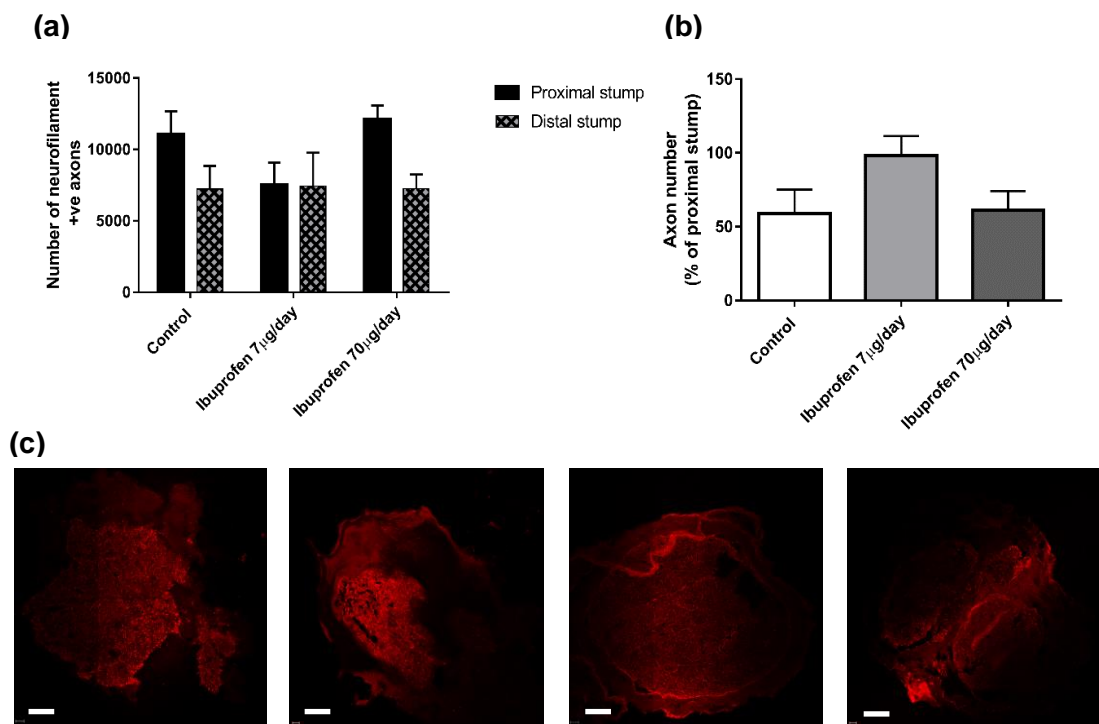 (a)
Number of neurofilament
+ve axons
15000
10000
5000
0
Control
Ibuprofen 7μg/day
Ibuprofen 70μg/day
Proximal stump
Distal stump
(b)
Axon number
(% of proximal stump)
150
100
50
0
Control
Ibuprofen 7μg/day
Ibuprofen 70μg/day
(c)